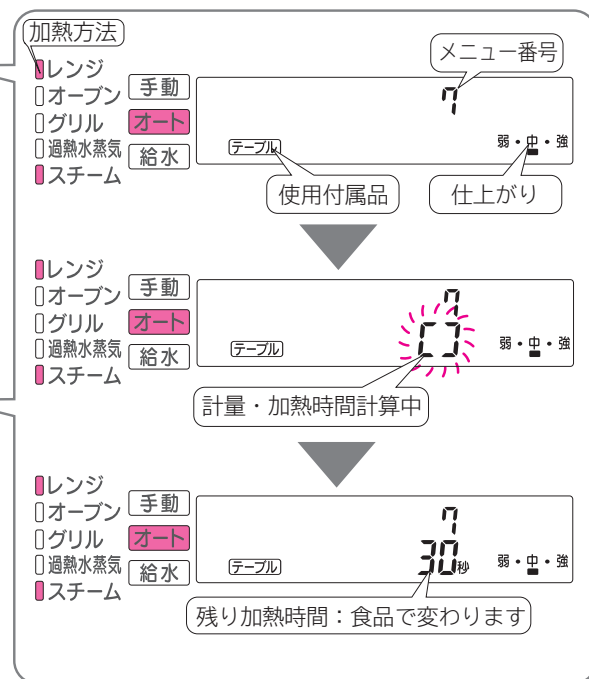 加熱方法
メニュー番号
レンジ
オーブン
グリル
過熱水蒸気
スチーム
手動
オート
給水
7
テーブル
弱・中・強
使用付属品
仕上がり
レンジ
オーブン
グリル
過熱水蒸気
スチーム
手動
オート
給水
7
テーブル
弱・中・強
計量・加熱時間計算中
レンジ
オーブン
グリル
過熱水蒸気
スチーム
手動
オート
給水
7
30秒
テーブル
弱・中・強
残り加熱時間：食品で変わります